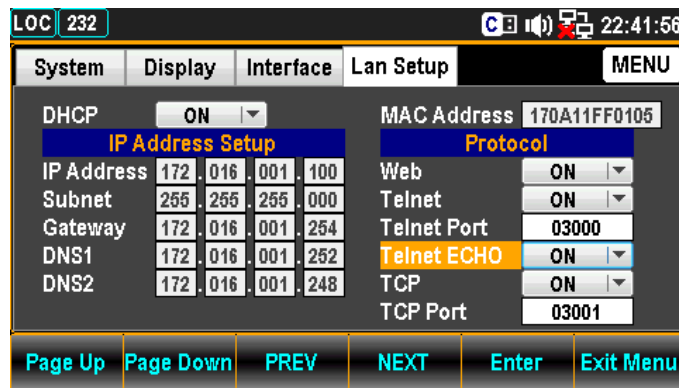 LOC 232 C 22:41:56
System Display Interface Lan Setup MENU
DHCP ON
IP Address Setup
IP Address 172 . 016 . 001 . 100
Subnet 255 . 255 . 255 . 000
Gateway 172 . 016 . 001 . 254
DNS1 172 . 016 . 001 . 252
DNS2 172 . 016 . 001 . 248
MAC Address 170A11FF0105
Protocol
Web ON
Telnet ON
Telnet Port 03000
Telnet ECHO ON
TCP ON
TCP Port 03001
Page Up Page Down PREV NEXT Enter Exit Menu